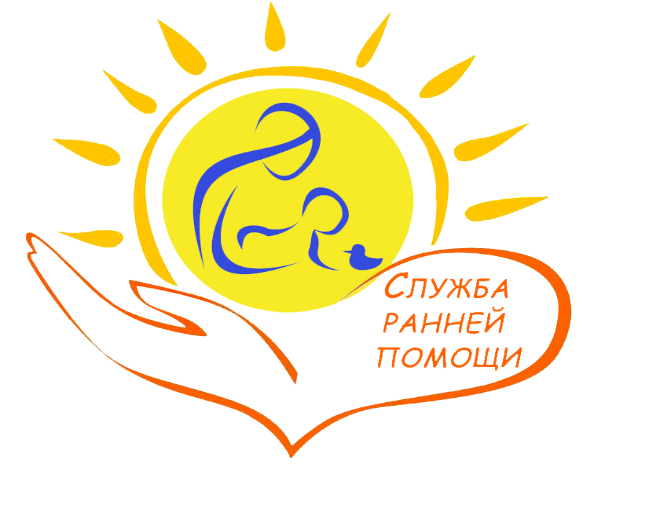 Служба
ранней
помощи